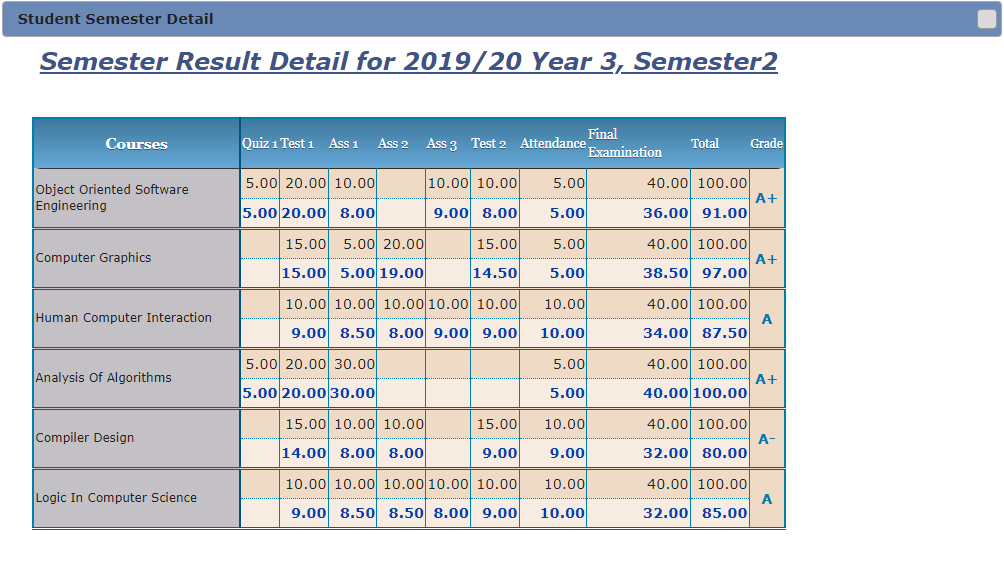 Student Semester Detail
Semester Result Detail for 2019/20 Year 3, Semester2
Courses Quiz 1 Test 1 Ass 1 Ass 2 Ass 3 Test 2 Attendance Final Examination Total Grade
Object Oriented Software Engineering 5.00 20.00 10.00 10.00 10.00 5.00 40.00 100.00 A+
5.00 20.00 8.00 9.00 8.00 5.00 36.00 91.00
Computer Graphics 15.00 5.00 20.00 15.00 5.00 40.00 100.00 A+
15.00 5.00 19.00 14.50 5.00 38.50 97.00
Human Computer Interaction 10.00 10.00 10.00 10.00 10.00 10.00 40.00 100.00 A
9.00 8.50 8.00 9.00 9.00 10.00 34.00 87.50
Analysis Of Algorithms 5.00 20.00 30.00 5.00 40.00 100.00 A+
5.00 20.00 30.00 5.00 40.00 100.00
Compiler Design 15.00 10.00 10.00 15.00 10.00 40.00 100.00 A-
14.00 8.00 8.00 9.00 9.00 32.00 80.00
Logic In Computer Science 10.00 10.00 10.00 10.00 10.00 10.00 40.00 100.00 A
9.00 8.50 8.50 8.00 9.00 10.00 32.00 85.00